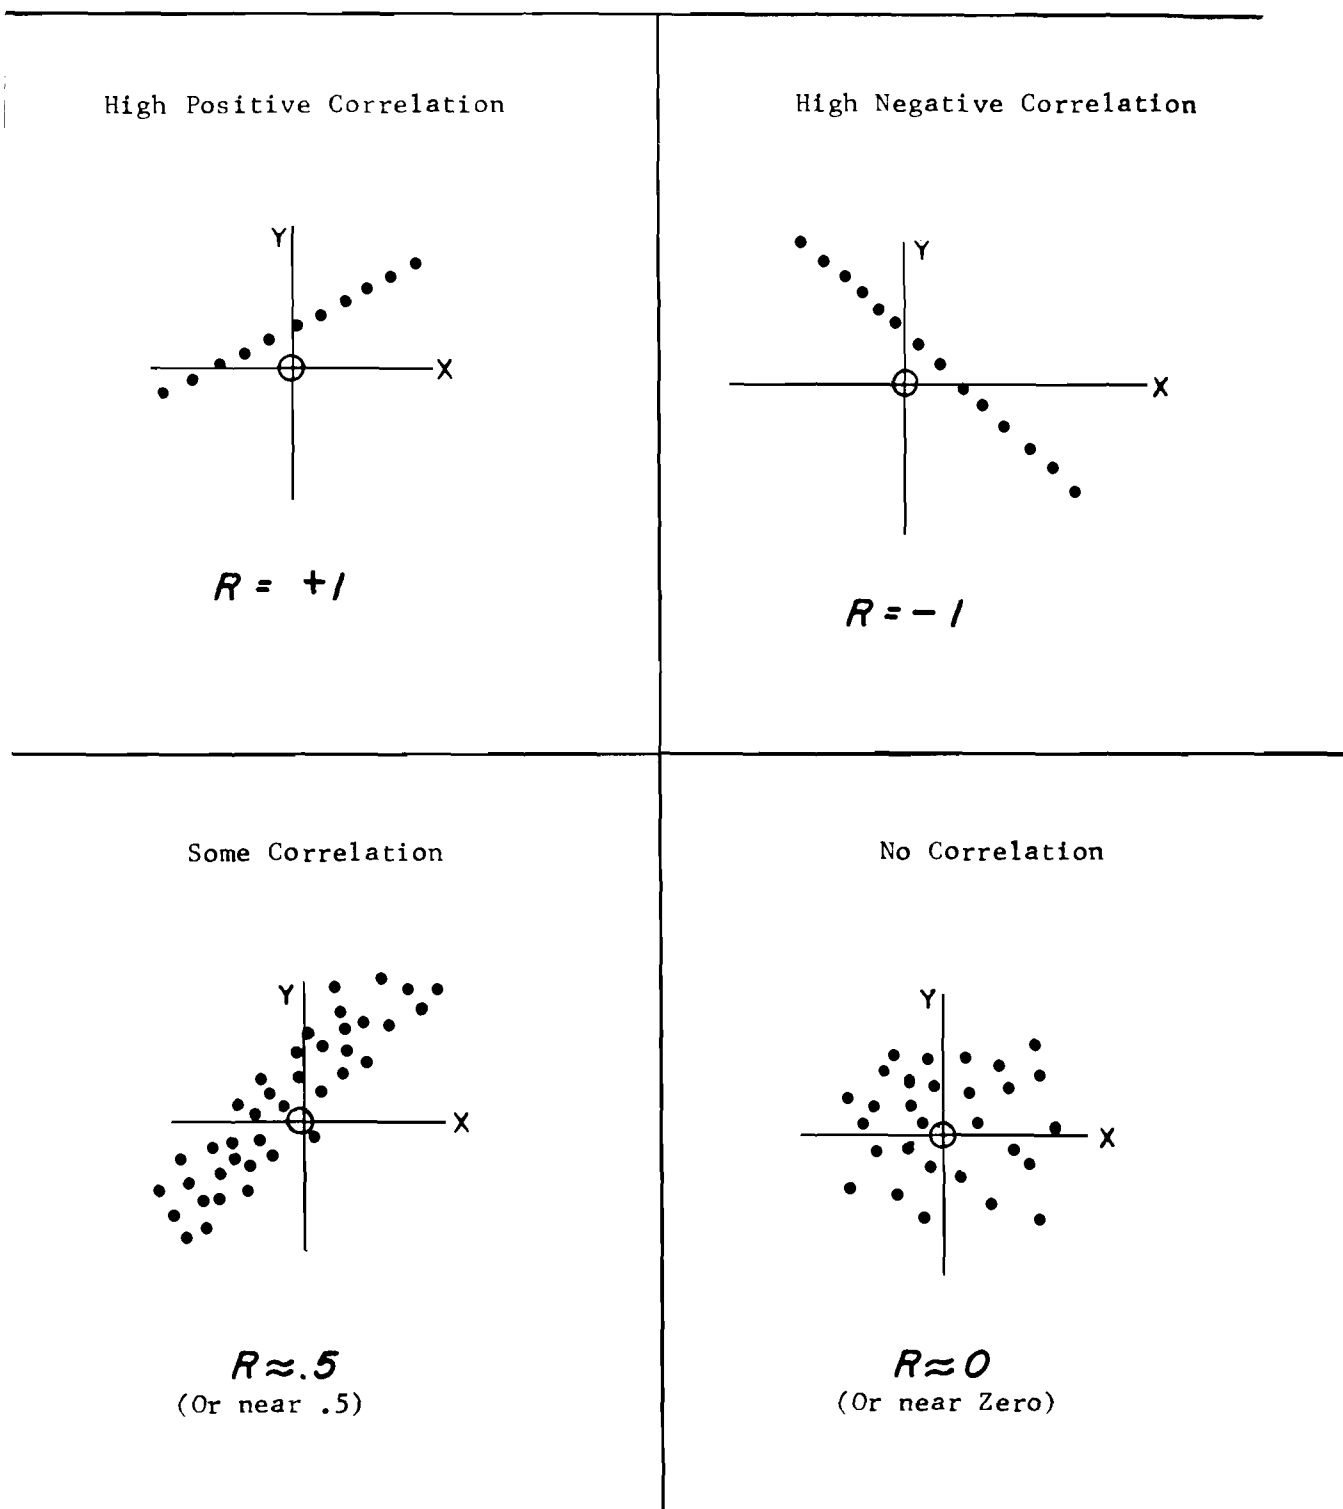 High Positive Correlation
Y
X
R = +1
High Negative Correlation
Y
X
R = - 1
Some Correlation
Y
X
R ≈ .5
(Or near .5)
No Correlation
Y
X
R ≈ 0
(Or near Zero)